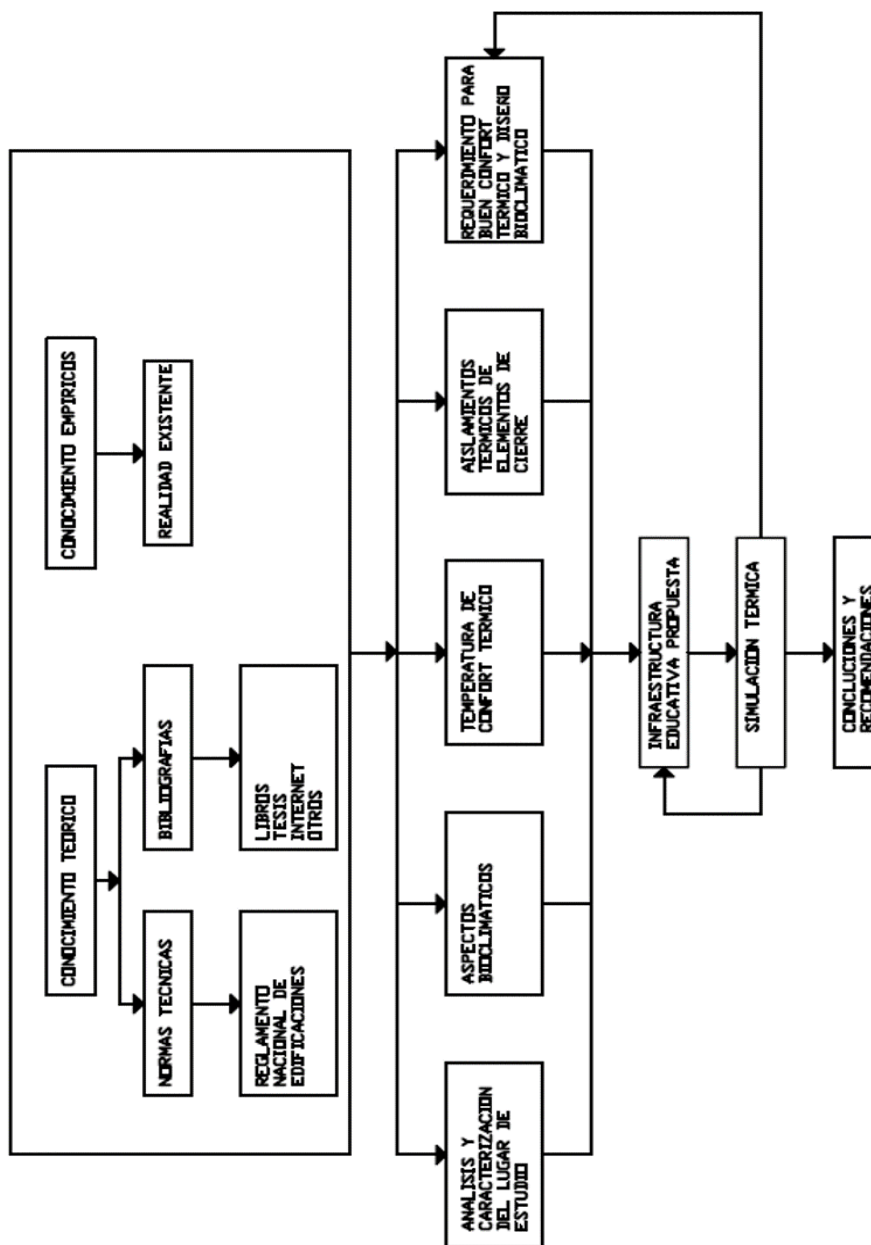 CONOCIMIENTO TEORICO
CONOCIMIENTO EMPIRICOS
NORMAS TECNICAS
BIBLIOGRAFIAS
REALIDAD EXISTENTE
REGLAMENTO
NACIONAL DE
EDIFICACIONES
LIBROS
TESIS
INTERNET
OTROS
ANALISIS Y
CARACTERIZACION
DEL LUGAR DE
ESTUDIO
ASPECTOS
BIOCLIMATICOS
TEMPERATURA DE
CONFORT TERMICO
AISLAMIENTOS
TERMICOS DE
ELEMENTOS DE
CIERRE
REQUERIMIENTO PARA
BUEN CONFORT
TERMICO Y DISEÑO
BIOCLIMATICO
INFRAESTRUCTURA
EDUCATIVA PROPUESTA
SIMULACION TERMICA
CONCLUCIONES Y
RECOMENDACIONES